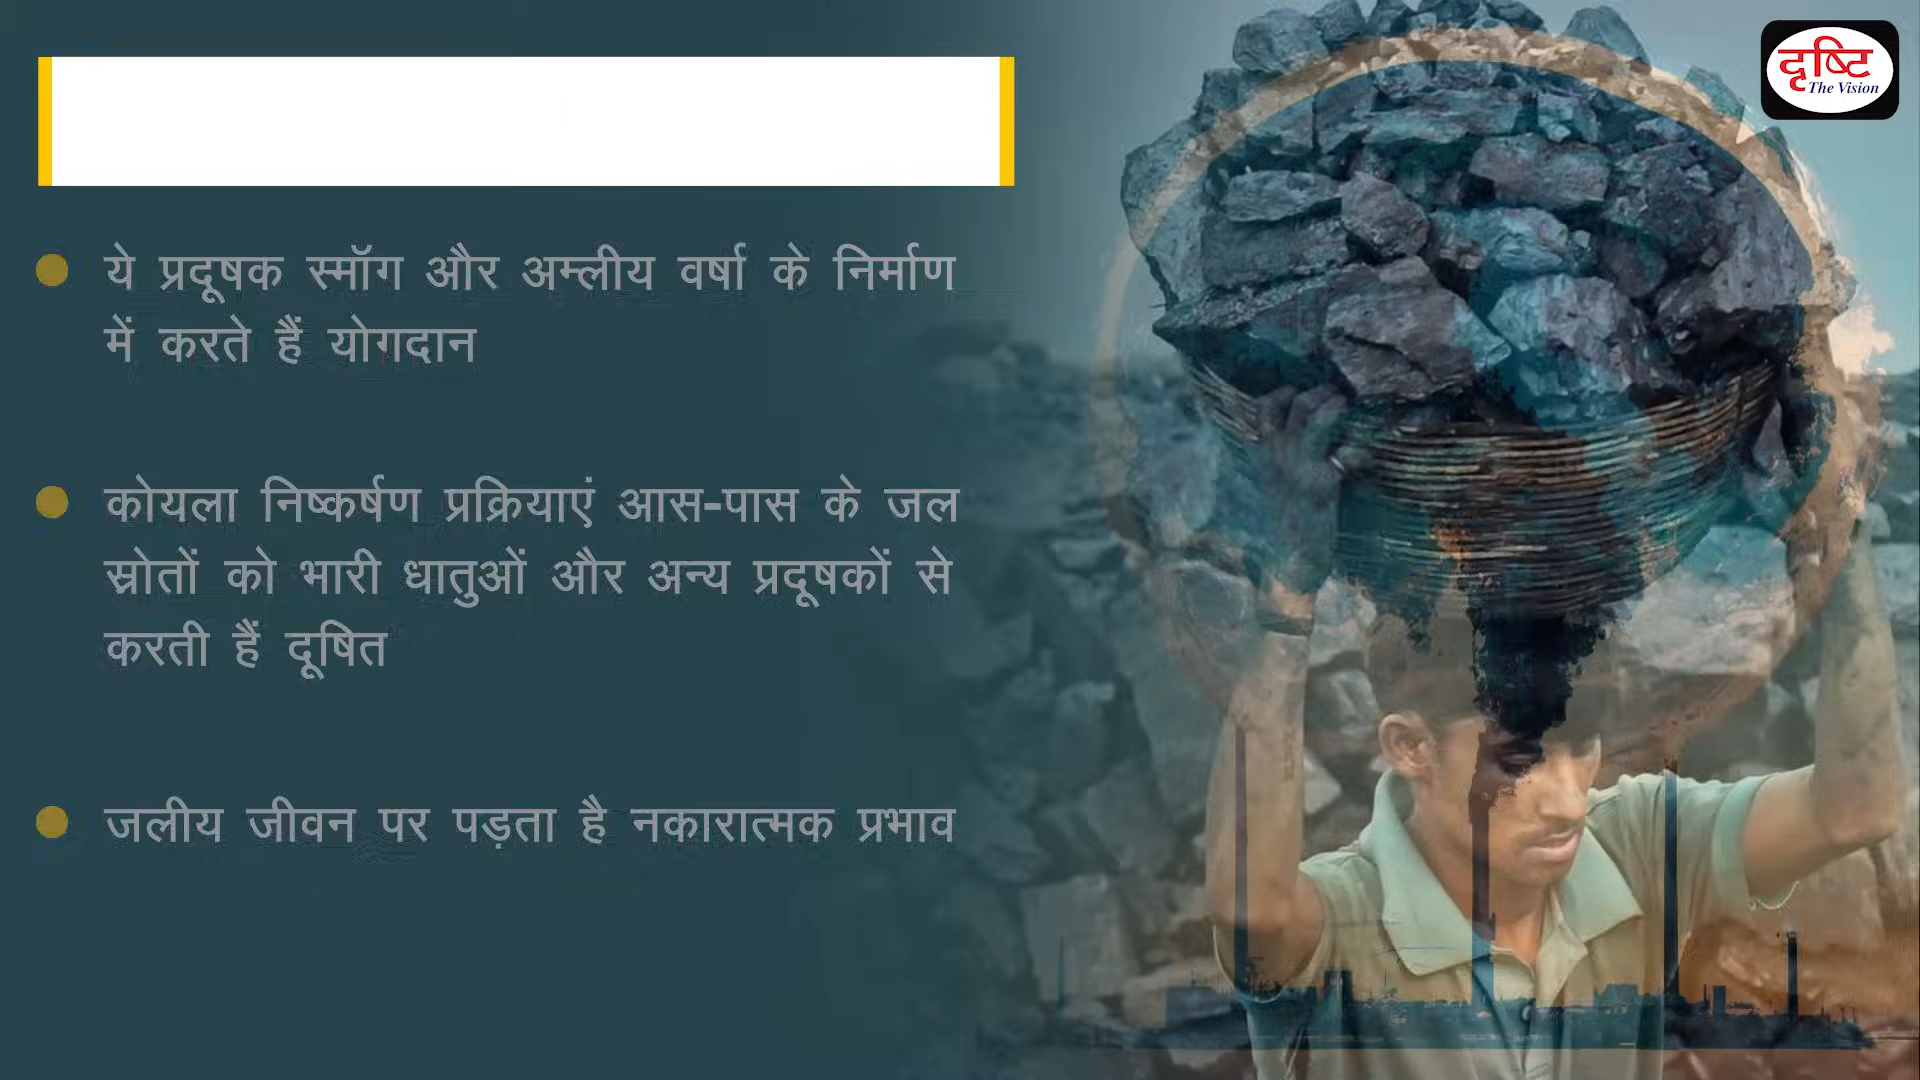 दृष्टि
The Vision
ये प्रदूषक स्मॉग और अम्लीय वर्षा के निर्माण
में करते हैं योगदान
कोयला निष्कर्षण प्रक्रियाएं आस-पास के जल
स्रोतों को भारी धातुओं और अन्य प्रदूषकों से
करती हैं दूषित
जलीय जीवन पर पड़ता है नकारात्मक प्रभाव